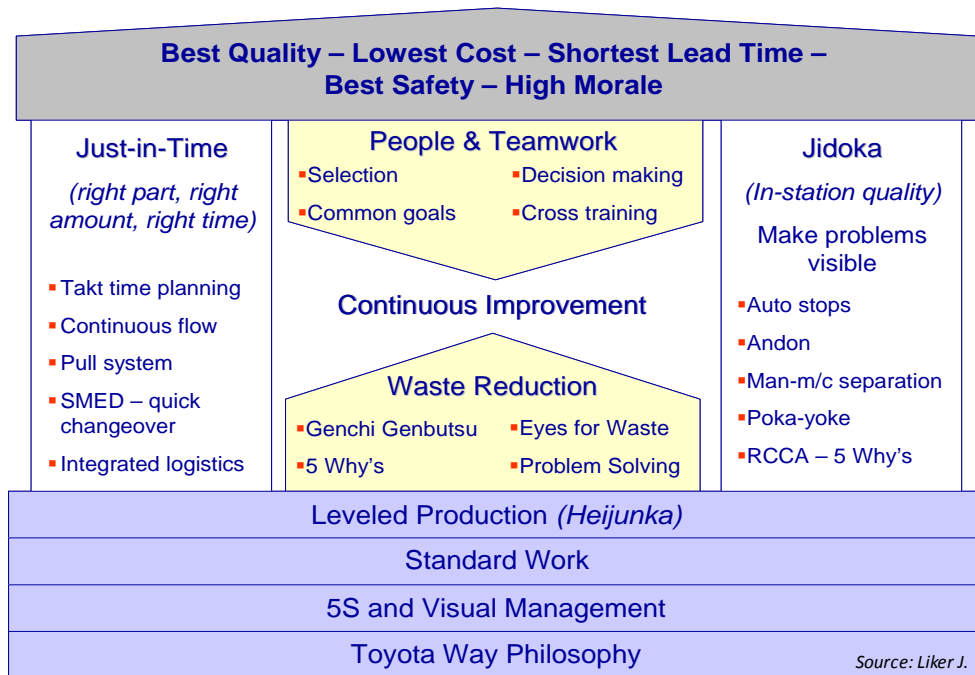 Best Quality – Lowest Cost – Shortest Lead Time –
Best Safety – High Morale
Just-in-Time
(right part, right
amount, right time)
▪Takt time planning
▪Continuous flow
▪Pull system
▪SMED – quick
changeover
▪Integrated logistics
People & Teamwork
▪Selection
▪Common goals
▪Decision making
▪Cross training
Continuous Improvement
Waste Reduction
▪Genchi Genbutsu
▪5 Why's
▪Eyes for Waste
▪Problem Solving
Jidoka
(In-station quality)
Make problems
visible
▪Auto stops
▪Andon
▪Man-m/c separation
▪Poka-yoke
▪RCCA – 5 Why's
Leveled Production (Heijunka)
Standard Work
5S and Visual Management
Toyota Way Philosophy
Source: Liker J.